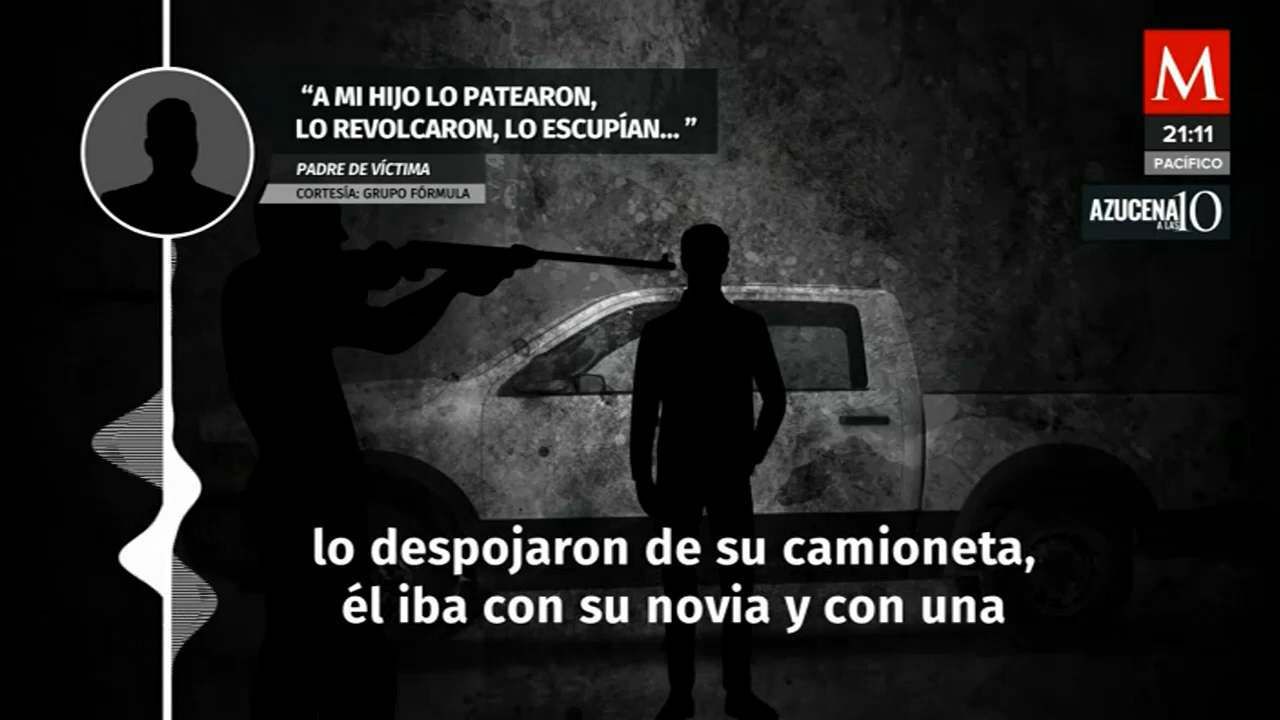 “A MI HIJO LO PATEARON,
LO REVOLCARON, LO ESCUPÍAN... ”
PADRE DE VÍCTIMA
CORTESÍA: GRUPO FÓRMULA
M
21:11
PACÍFICO
AZUCENA
A LAS
10
lo despojaron de su camioneta,
él iba con su novia y con una